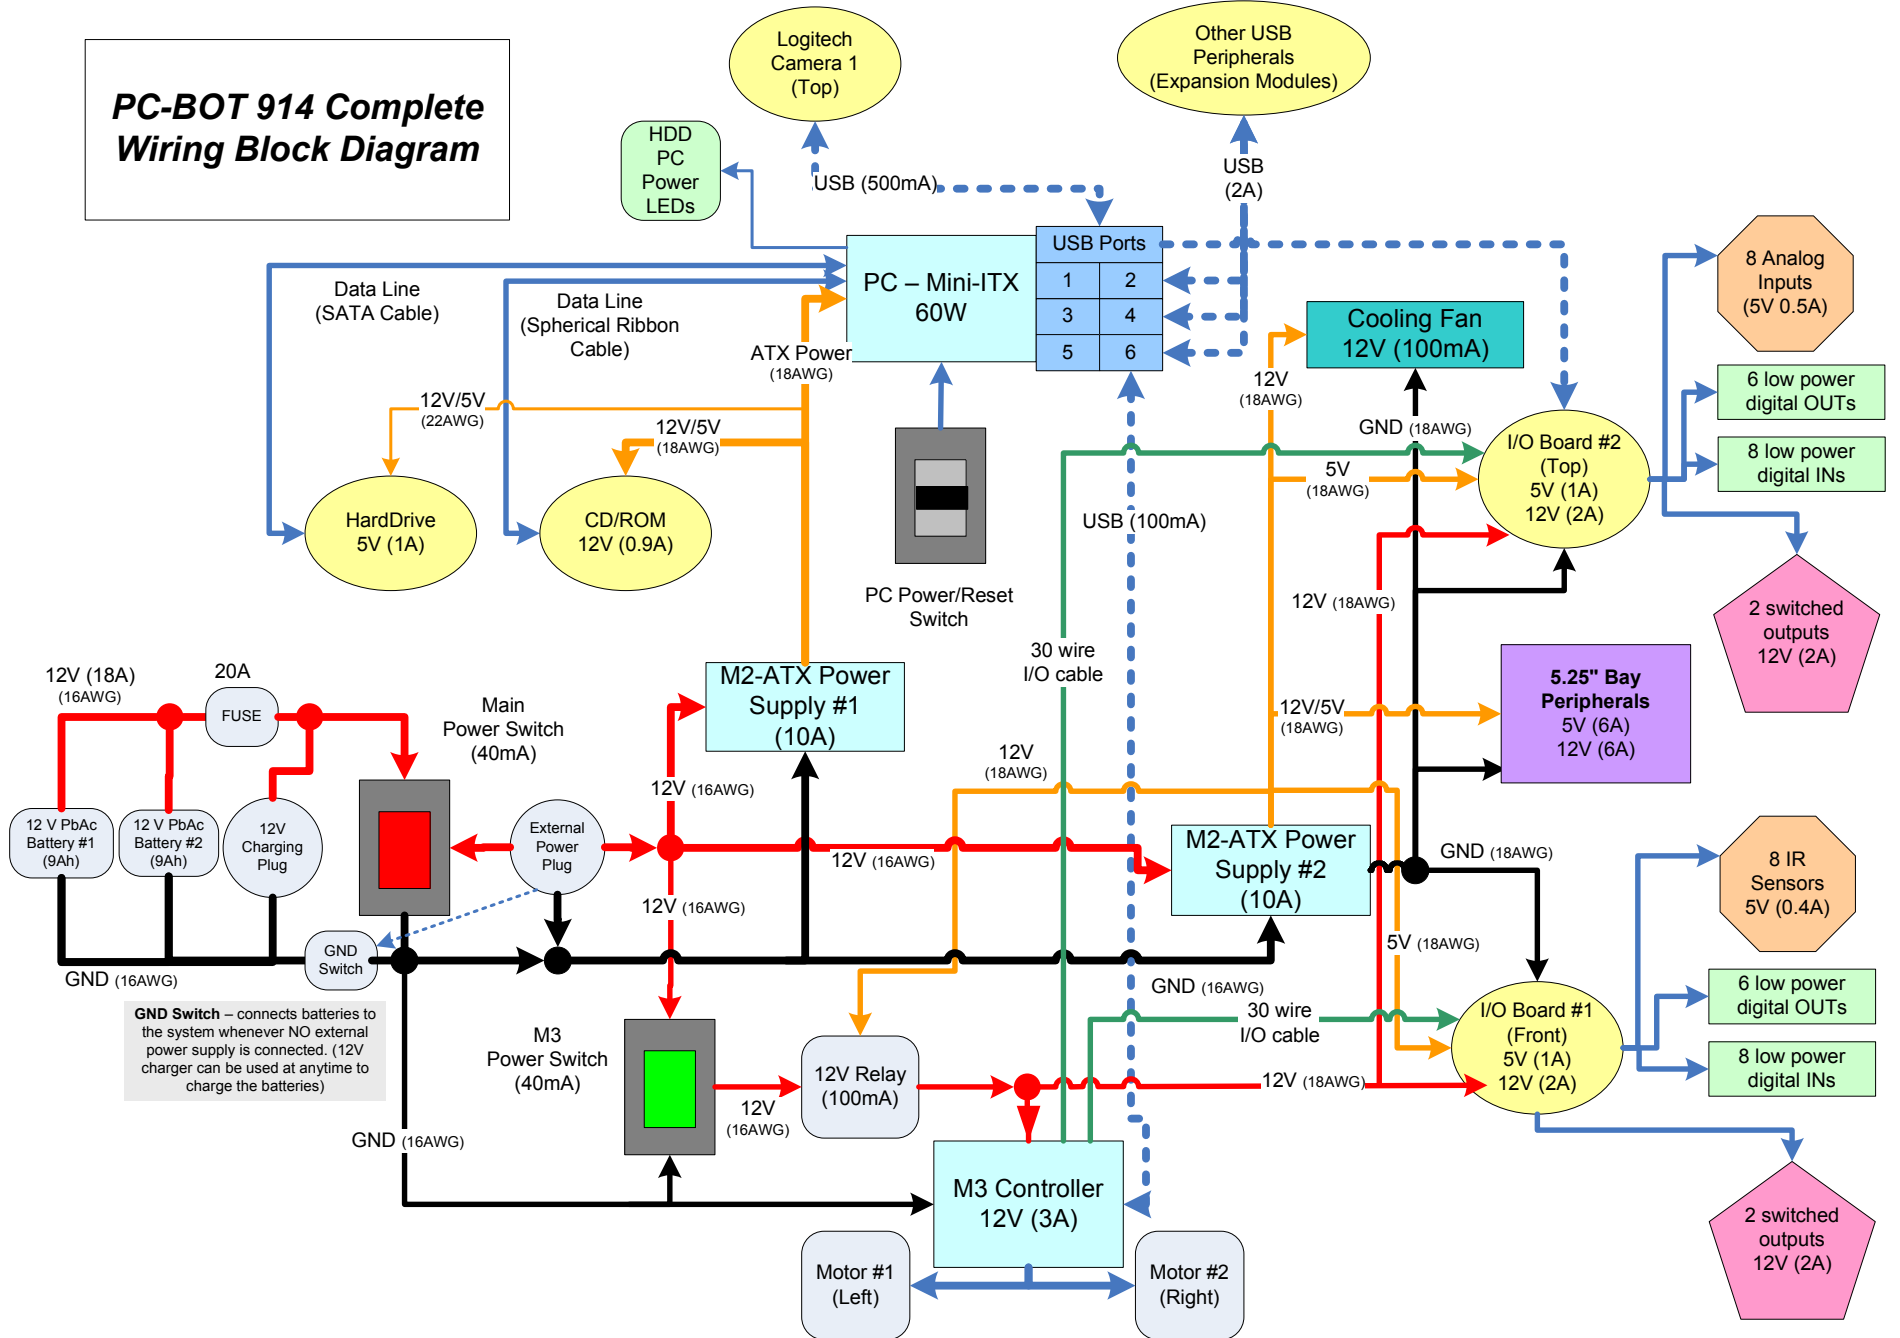 PC-BOT 914 Complete
Wiring Block Diagram
Logitech
Camera 1
(Top)
Other USB
Peripherals
(Expansion Modules)
HDD
PC
Power
LEDs
USB (500mA)
USB
(2A)
USB Ports
1
2
3
4
5
6
PC – Mini-ITX
60W
Data Line
(SATA Cable)
Data Line
(Spherical Ribbon
Cable)
ATX Power
(18AWG)
12V/5V
(22AWG)
12V/5V
(18AWG)
HardDrive
5V (1A)
CD/ROM
12V (0.9A)
PC Power/Reset
Switch
Cooling Fan
12V (100mA)
12V
(18AWG)
GND (18AWG)
5V
(18AWG)
USB (100mA)
I/O Board #2
(Top)
5V (1A)
12V (2A)
8 Analog
Inputs
(5V 0.5A)
6 low power
digital OUTs
8 low power
digital INs
2 switched
outputs
12V (2A)
12V (18AWG)
30 wire
I/O cable
12V (18A)
(16AWG)
20A
FUSE
Main
Power Switch
(40mA)
M2-ATX Power
Supply #1
(10A)
12V (16AWG)
12V
(18AWG)
12V/5V
(18AWG)
5.25" Bay
Peripherals
5V (6A)
12V (6A)
12 V PbAc
Battery #1
(9Ah)
12 V PbAc
Battery #2
(9Ah)
12V
Charging
Plug
External
Power
Plug
12V (16AWG)
M2-ATX Power
Supply #2
(10A)
GND (18AWG)
8 IR
Sensors
5V (0.4A)
12V (16AWG)
5V (18AWG)
GND
Switch
GND (16AWG)
GND (16AWG)
GND Switch – connects batteries to
the system whenever NO external
power supply is connected. (12V
charger can be used at anytime to
charge the batteries)
M3
Power Switch
(40mA)
30 wire
I/O cable
I/O Board #1
(Front)
5V (1A)
12V (2A)
6 low power
digital OUTs
8 low power
digital INs
12V Relay
(100mA)
12V
(16AWG)
12V (18AWG)
GND (16AWG)
M3 Controller
12V (3A)
Motor #1
(Left)
Motor #2
(Right)
2 switched
outputs
12V (2A)